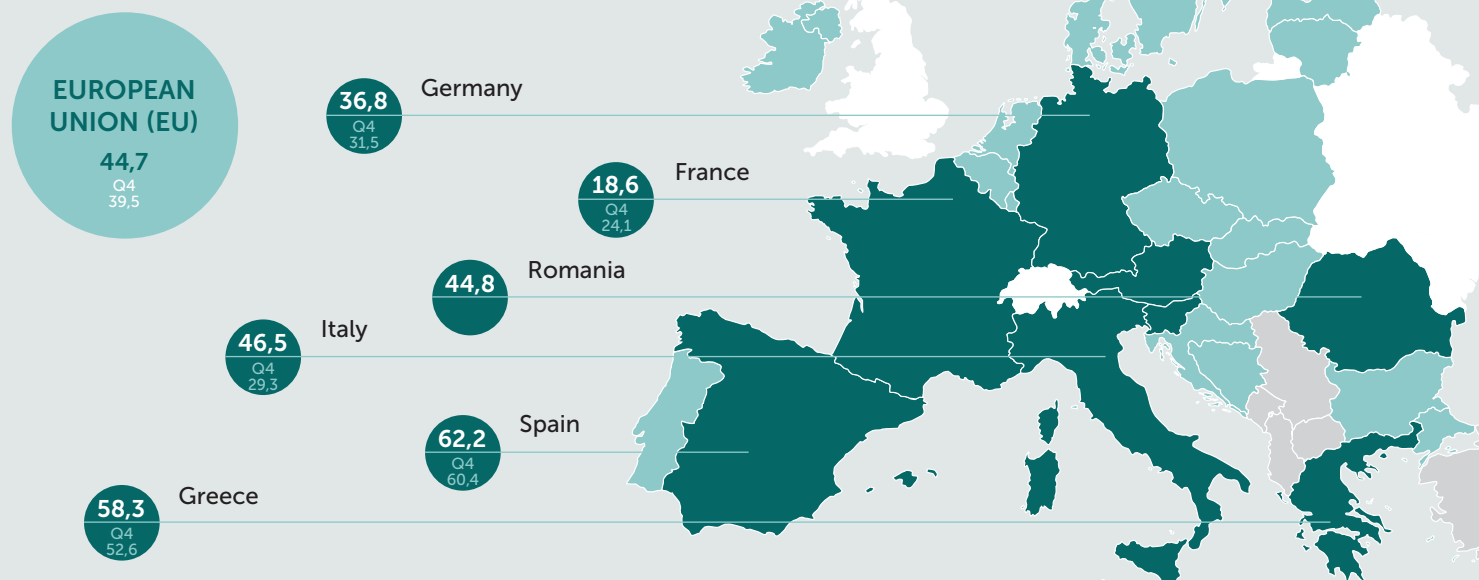 EUROPEAN
UNION (EU)
44,7
Q4
39,5
Germany
36,8
Q4
31,5
France
18,6
Q4
24,1
Romania
44,8
Italy
46,5
Q4
29,3
Spain
62,2
Q4
60,4
Greece
58,3
Q4
52,6